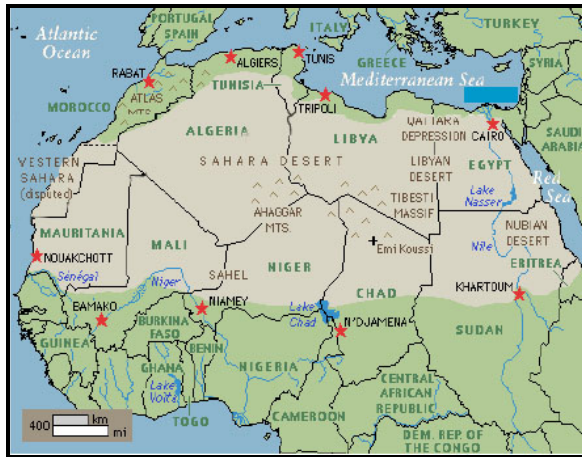 PORTUGAL
SPAIN
Atlantic
Ocean
ITALY
TURKEY
GREECE
SYRIA
ALGIERS
TUNIS
RABAT
Mediterranean Sea
TUNISIA
TRIPOLI
ATLAS
MTS.
MOROCCO
QATTARA
DEPRESSION
CAIRO
SAUDI
ARABIA
ALGERIA
LIBYA
SAHARA DESERT
LIBYAN
DESERT
EGYPT
VESTERN
SAHARA
(disputed)
Red
Sea
Lake
Nasser
AHAGGAR
MTS.
TIBESTI
MASSIF
NUBIAN
DESERT
MAURITANIA
MALI
Emi Koussi
Nile
NOUAKCHOTT
NIGER
ERITREA
Sénégal
Niger
SAHEL
CHAD
KHARTOUM
BAMAKO
NIAMEY
Lake
Chad
N'DJAMENA
BURKINA
FASO
SUDAN
GUINEA
BENIN
GHANA
NIGERIA
Lake
Volta
TOGO
CAMEROON
CENTRAL
AFRICAN
REPUBLIC
DEM. REP. OF
THE CONGO
400 km
mi